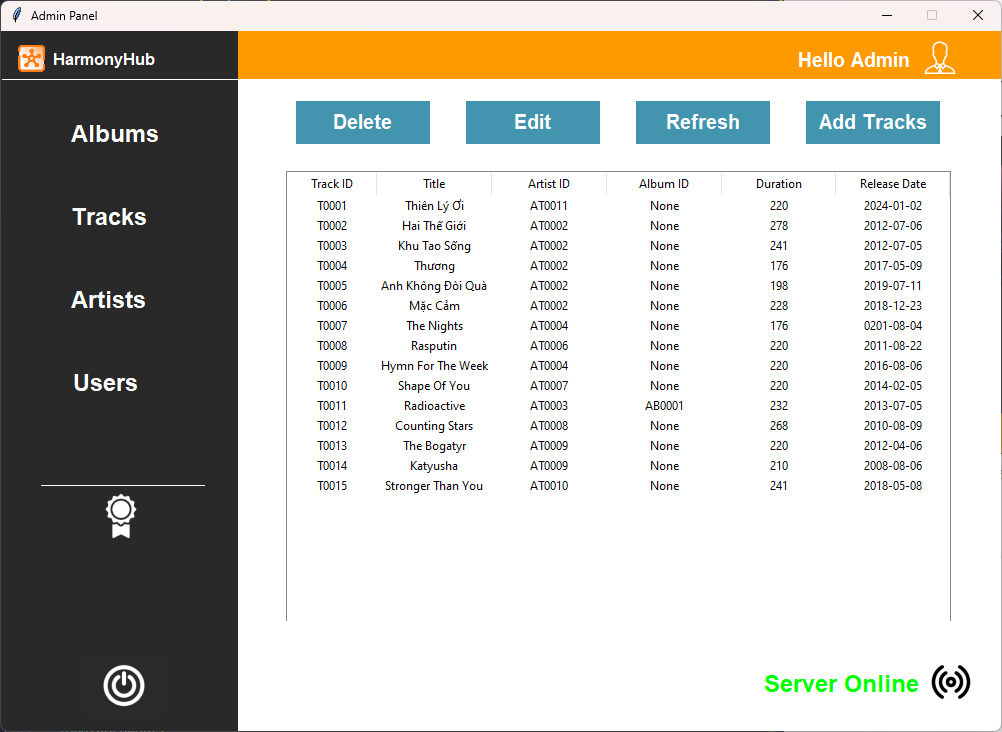 Admin Panel
HarmonyHub
Hello Admin
Albums
Tracks
Artists
Users
Delete Edit Refresh Add Tracks
Track ID Title Artist ID Album ID Duration Release Date
T0001 Thiên Lý Ơi AT0011 None 220 2024-01-02
T0002 Hai Thế Giới AT0002 None 278 2012-07-06
T0003 Khu Tao Sống AT0002 None 241 2012-07-05
T0004 Thương AT0002 None 176 2017-05-09
T0005 Anh Không Đòi Quà AT0002 None 198 2019-07-11
T0006 Mặc Cảm AT0002 None 228 2018-12-23
T0007 The Nights AT0004 None 176 0201-08-04
T0008 Rasputin AT0006 None 220 2011-08-22
T0009 Hymn For The Week AT0004 None 220 2016-08-06
T0010 Shape Of You AT0007 None 220 2014-02-05
T0011 Radioactive AT0003 AB0001 232 2013-07-05
T0012 Counting Stars AT0008 None 268 2010-08-09
T0013 The Bogatyr AT0009 None 220 2012-04-06
T0014 Katyusha AT0009 None 210 2008-08-06
T0015 Stronger Than You AT0010 None 241 2018-05-08
Server Online